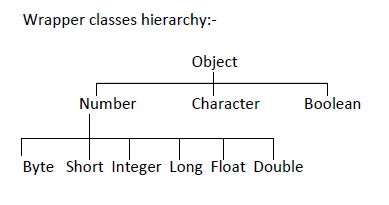 Wrapper classes hierarchy:-
Object
Number Character Boolean
Byte Short Integer Long Float Double